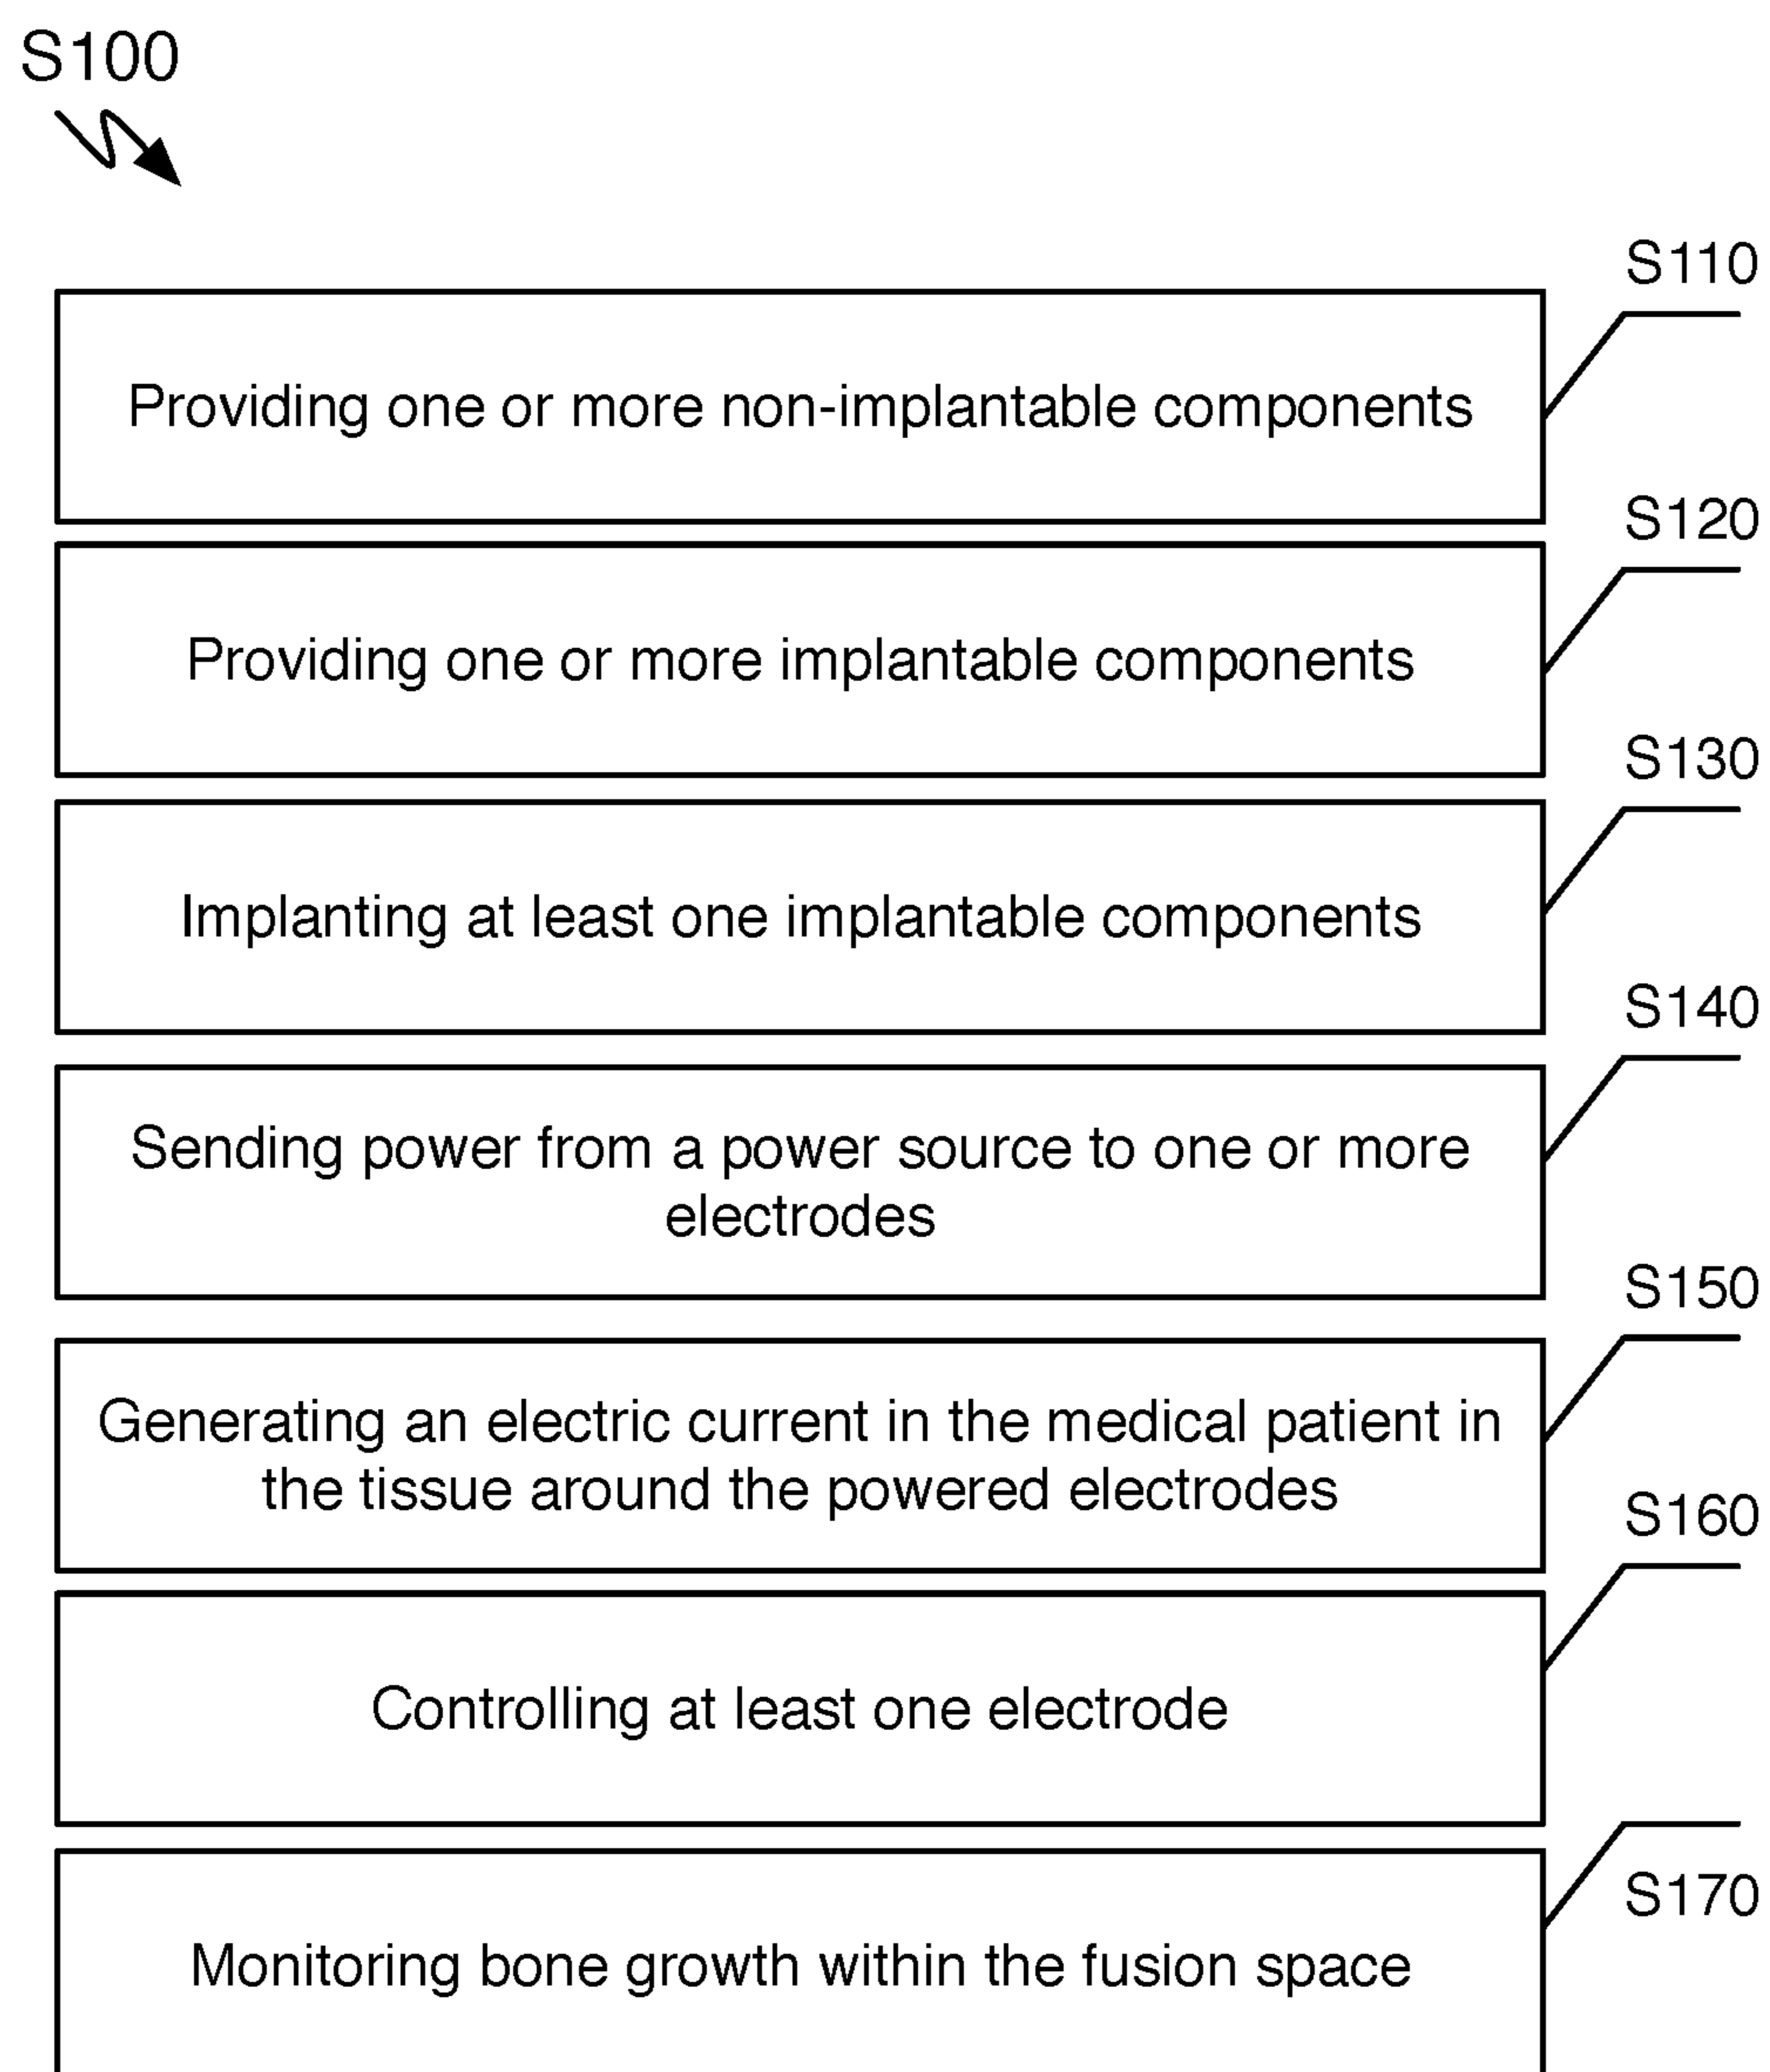 S100
S110
Providing one or more non-implantable components
S120
Providing one or more implantable components
S130
Implanting at least one implantable components
S140
Sending power from a power source to one or more
electrodes
S150
Generating an electric current in the medical patient in
the tissue around the powered electrodes
S160
Controlling at least one electrode
S170
Monitoring bone growth within the fusion space